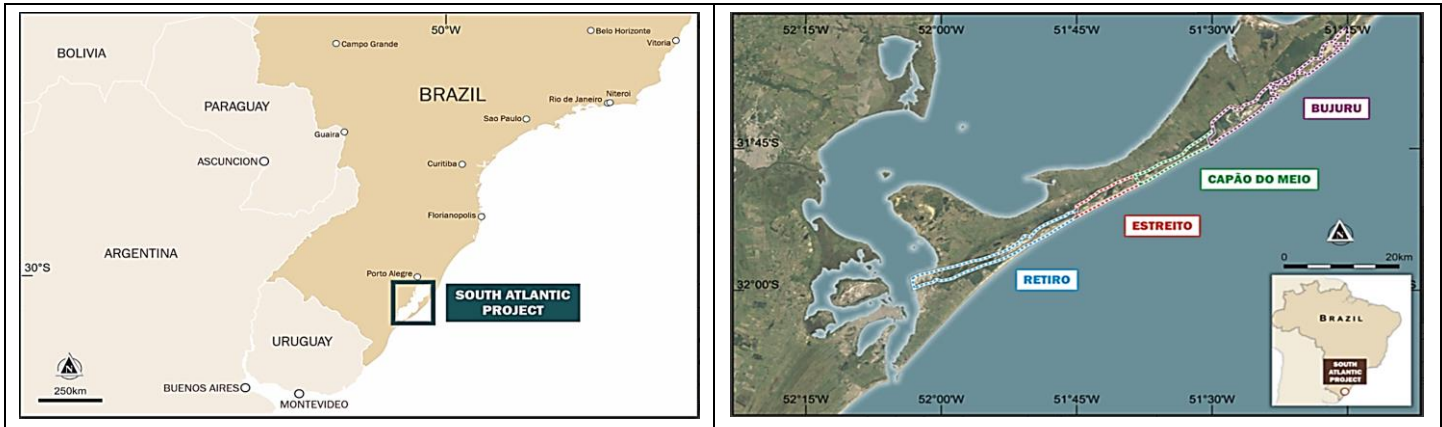 50°W
Belo Horizonte
Campo Grande
Vitoria
BOLIVIA
BRAZIL
PARAGUAY
Niteroi
Rio de Janeiro
Sao Paulo
Guaira
ASCUNCION
Curitiba
Florianopolis
ARGENTINA
30°S
Porto Alegre
SOUTH ATLANTIC
PROJECT
URUGUAY
N
250km
BUENOS AIRES
MONTEVIDEO
52°15'W
52°00'W
51°45'W
51°30'W
51°15'W
BUJURU
31°45'S
CAPÃO DO MEIO
ESTREITO
N
0
20km
RETIRO
32°00'S
BRAZIL
SOUTH
ATLANTIC
PROJECT
52°15'W
52°00'W
51°45'W
51°30'W